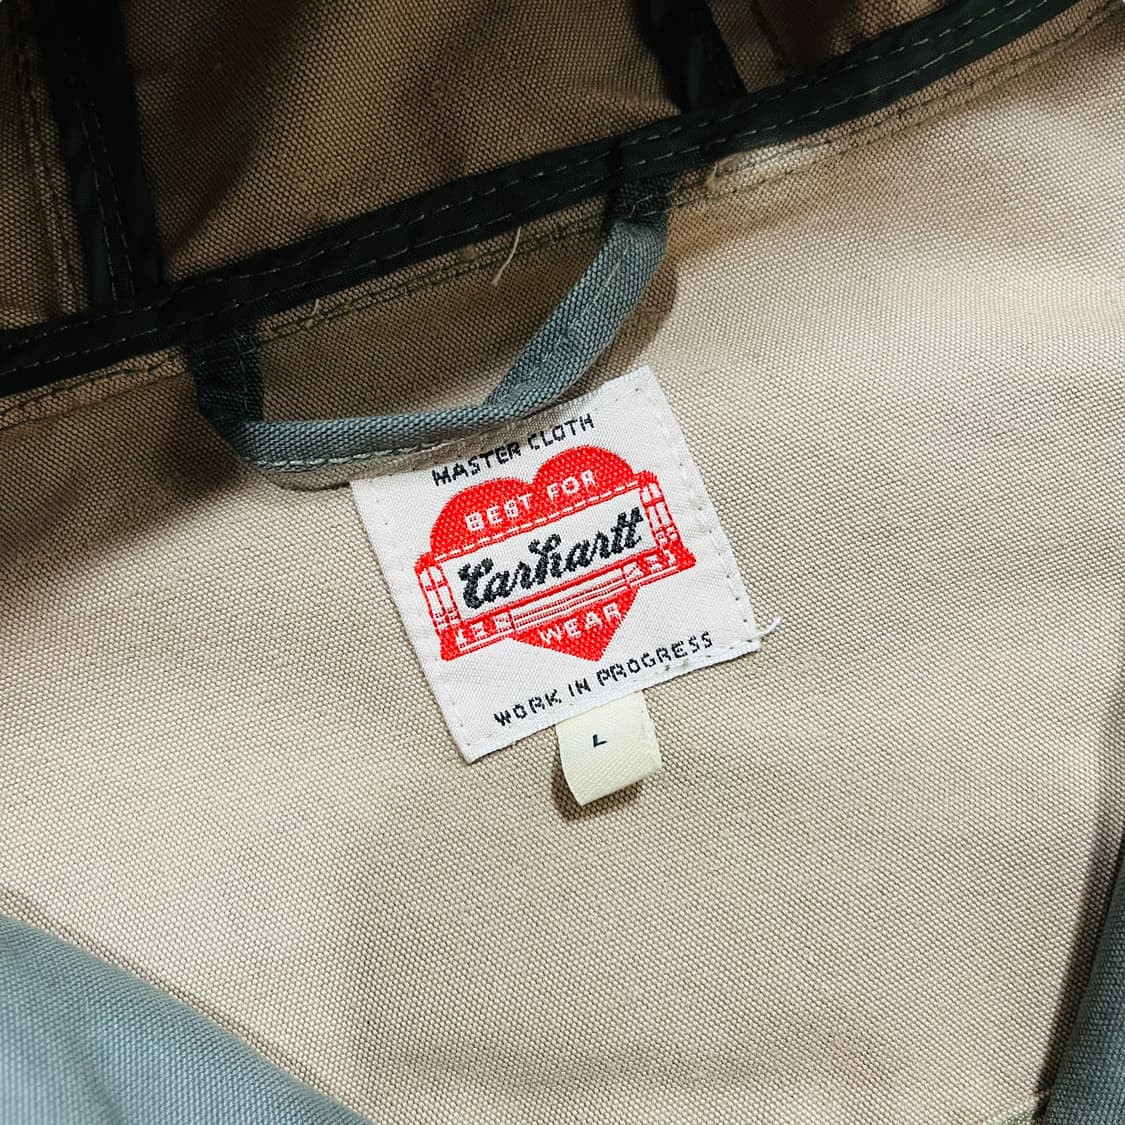 MASTER CLOTH
BEST FOR
Carhartt
WEAR
WORK IN PROGRESS
L